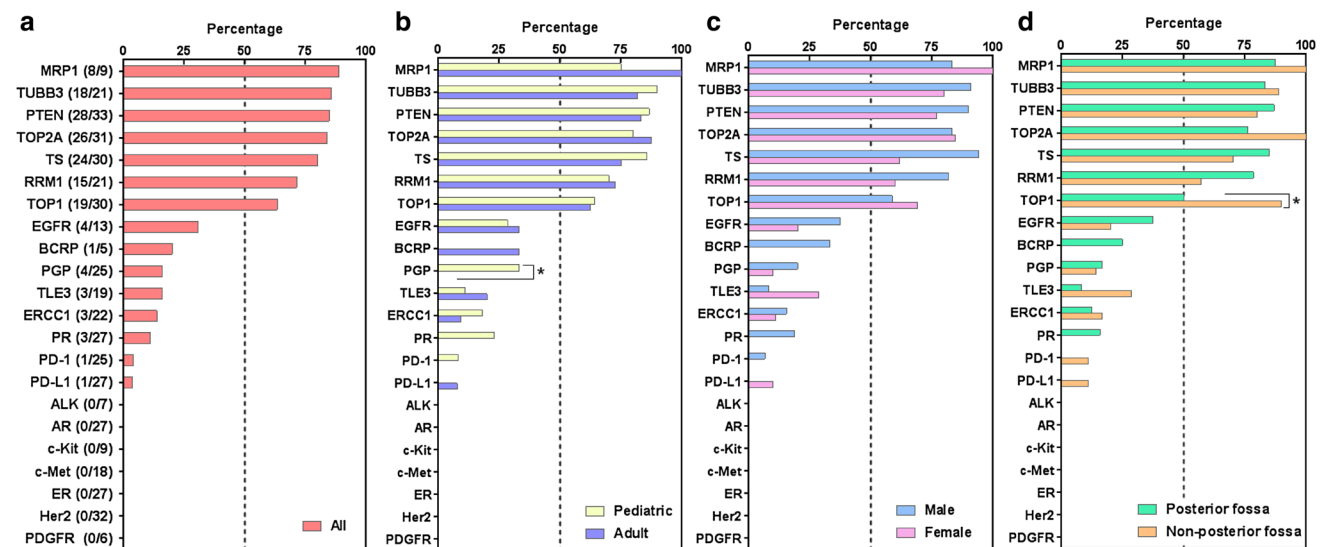 a
Percentage
0 25 50 75 100
MRP1 (8/9)
TUBB3 (18/21)
PTEN (28/33)
TOP2A (26/31)
TS (24/30)
RRM1 (15/21)
TOP1 (19/30)
EGFR (4/13)
BCRP (1/5)
PGP (4/25)
TLE3 (3/19)
ERCC1 (3/22)
PR (3/27)
PD-1 (1/25)
PD-L1 (1/27)
ALK (0/7)
AR (0/27)
c-Kit (0/9)
c-Met (0/18)
ER (0/27)
Her2 (0/32)
PDGFR (0/6)
All
b
Percentage
0 25 50 75 100
MRP1
TUBB3
PTEN
TOP2A
TS
RRM1
TOP1
EGFR
BCRP
PGP
*
TLE3
ERCC1
PR
PD-1
PD-L1
ALK
AR
c-Kit
c-Met
ER
Her2
PDGFR
Pediatric
Adult
c
Percentage
0 25 50 75 100
MRP1
TUBB3
PTEN
TOP2A
TS
RRM1
TOP1
EGFR
BCRP
PGP
TLE3
ERCC1
PR
PD-1
PD-L1
ALK
AR
c-Kit
c-Met
ER
Her2
PDGFR
Male
Female
d
Percentage
0 25 50 75 100
MRP1
TUBB3
PTEN
TOP2A
TS
RRM1
TOP1
*
EGFR
BCRP
PGP
TLE3
ERCC1
PR
PD-1
PD-L1
ALK
AR
c-Kit
c-Met
ER
Her2
PDGFR
Posterior fossa
Non-posterior fossa